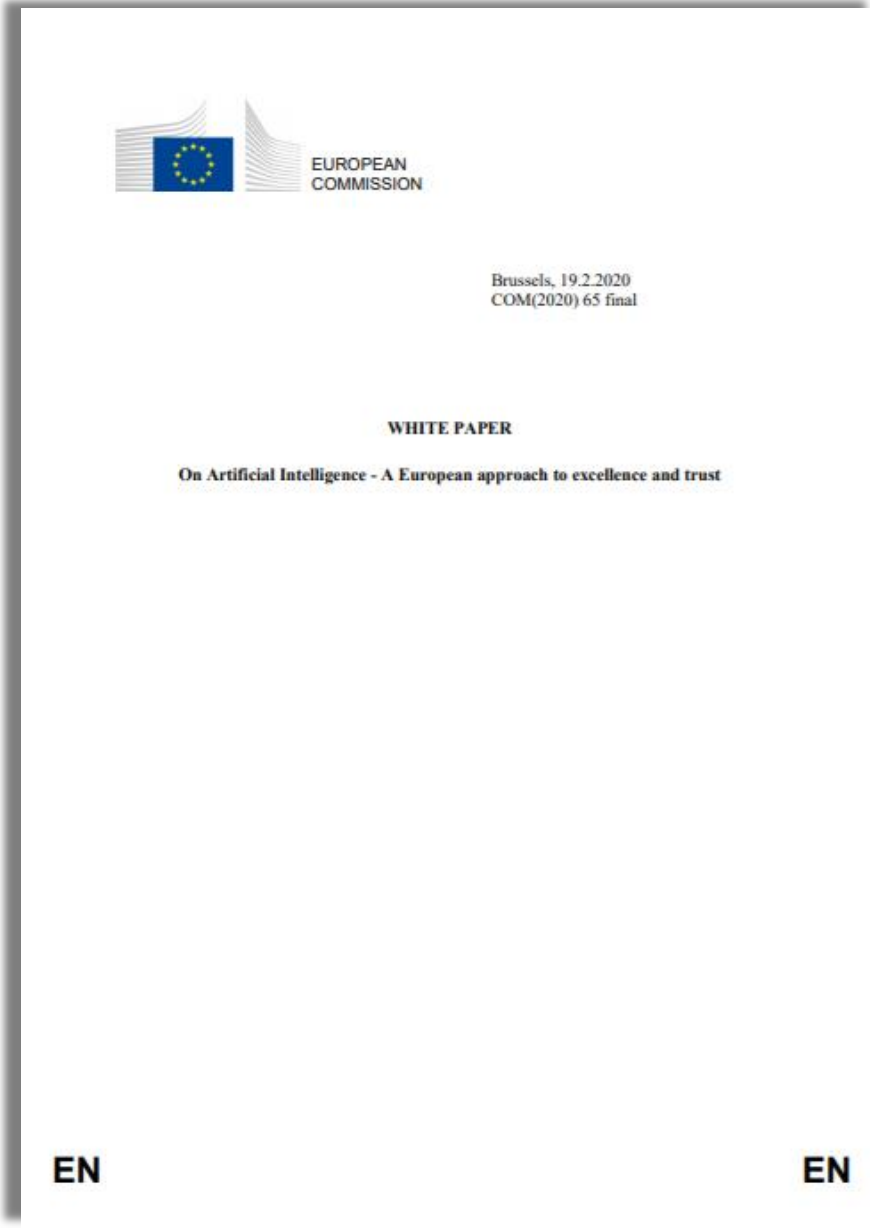 EUROPEAN
COMMISSION
Brussels, 19.2.2020
COM(2020) 65 final
WHITE PAPER
On Artificial Intelligence - A European approach to excellence and trust
EN
EN